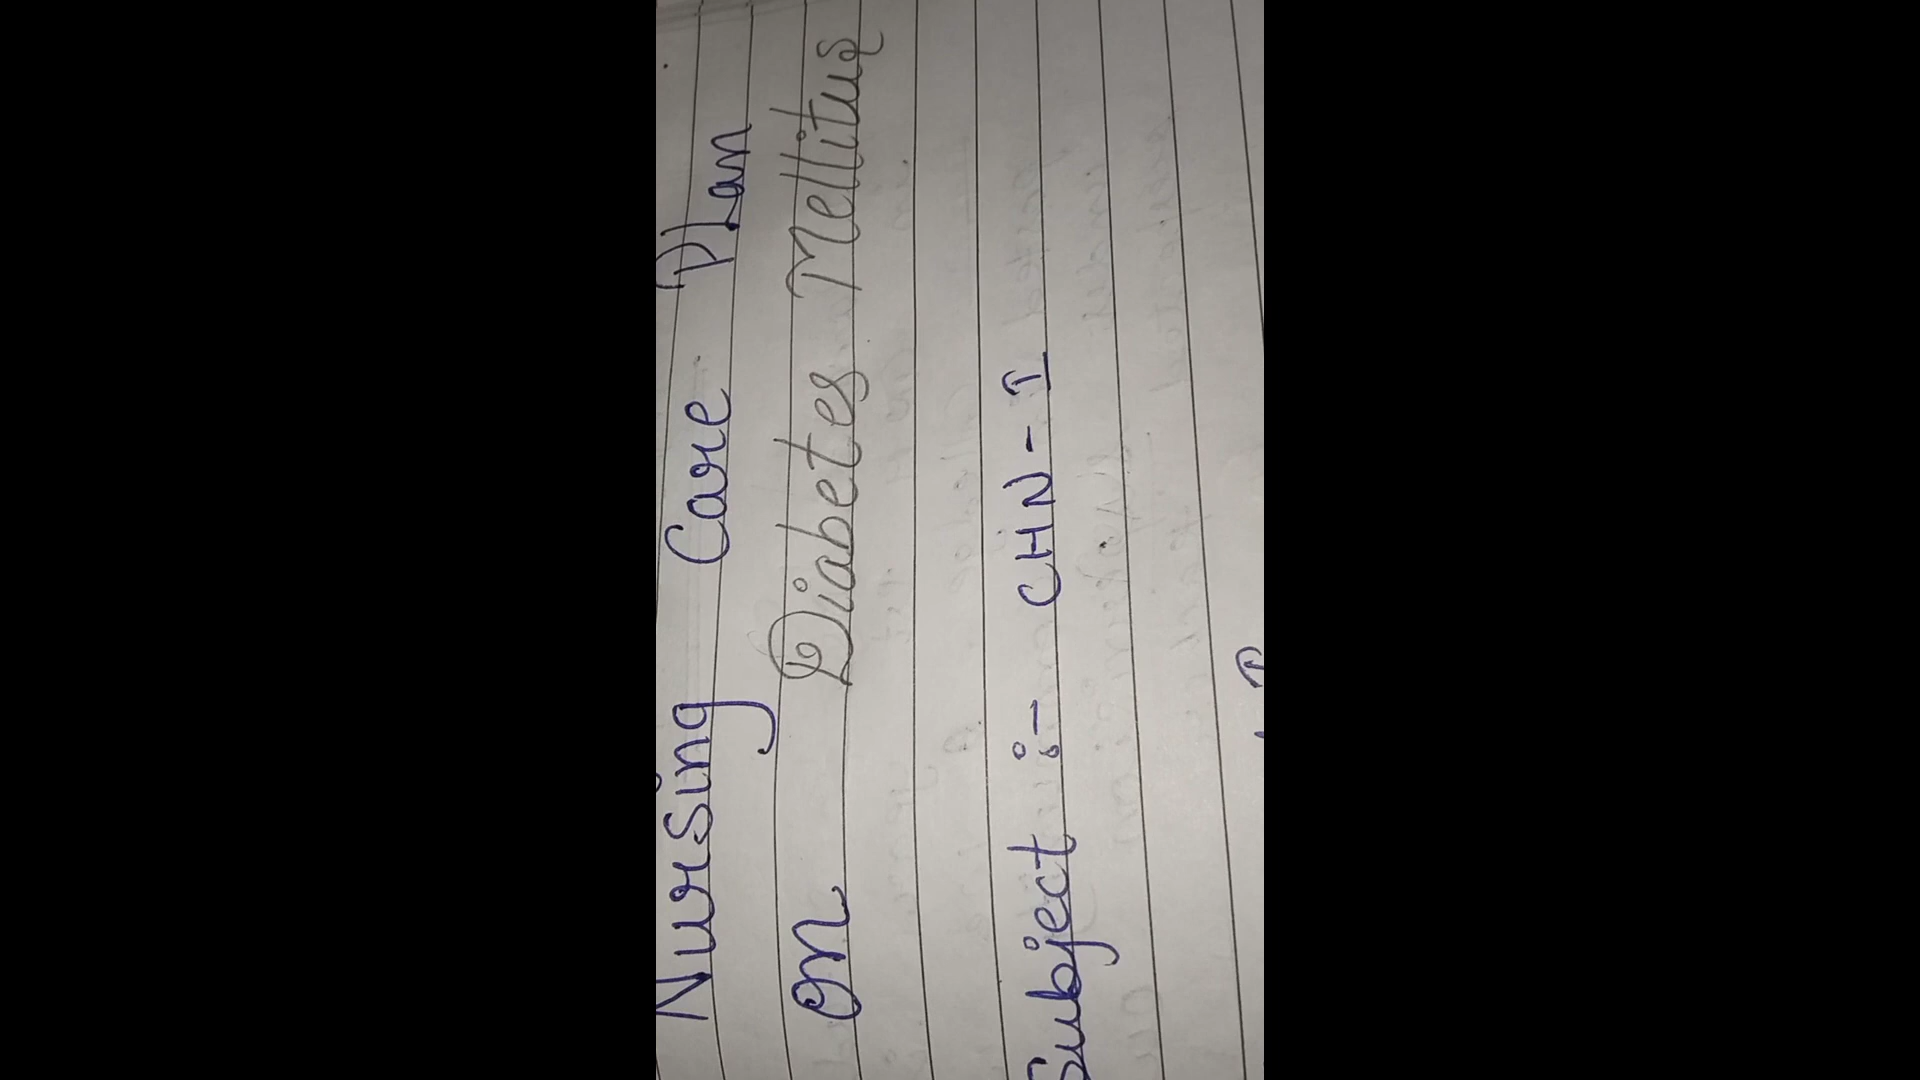 Nursing Care PLan
on Diabetes Mellitus
Subject :- CHN - I